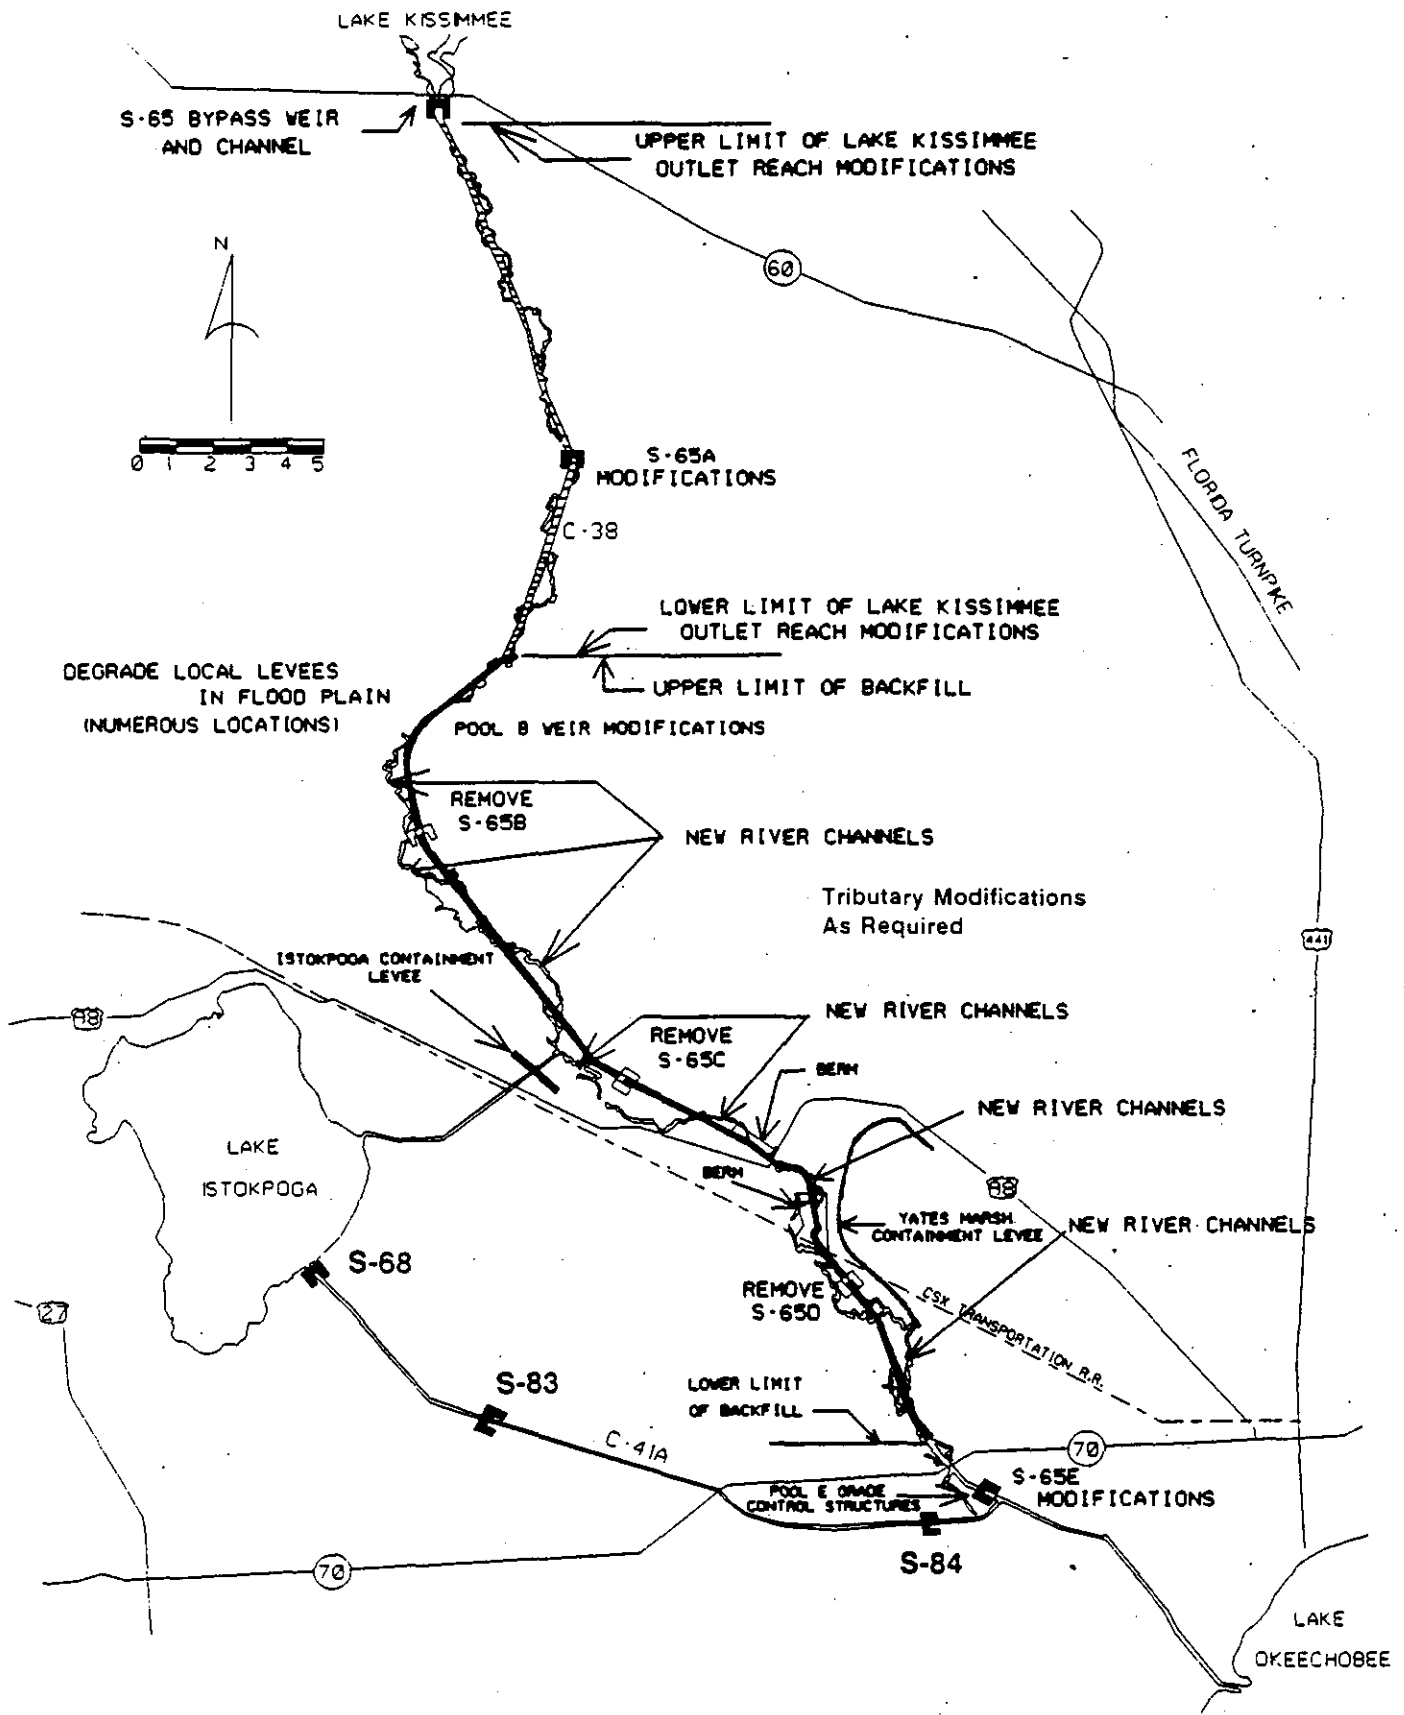 LAKE KISSIMMEE
S-65 BYPASS WEIR
AND CHANNEL
UPPER LIMIT OF LAKE KISSIMMEE
OUTLET REACH MODIFICATIONS
N
60
0 1 2 3 4 5
S-65A
MODIFICATIONS
FLORIDA TURNPIKE
C-38
LOWER LIMIT OF LAKE KISSIMMEE
OUTLET REACH MODIFICATIONS
DEGRADE LOCAL LEVEES
IN FLOOD PLAIN
(NUMEROUS LOCATIONS)
UPPER LIMIT OF BACKFILL
POOL B WEIR MODIFICATIONS
REMOVE
S-65B
NEW RIVER CHANNELS
Tributary Modifications
As Required
441
ISTOKPOGA CONTAINMENT
LEVEE
98
NEW RIVER CHANNELS
REMOVE
S-65C
BERM
NEW RIVER CHANNELS
LAKE
ISTOKPOGA
BERM
98
YATES MARSH
CONTAINMENT LEVEE
NEW RIVER CHANNELS
S-68
REMOVE
S-65D
27
CSX TRANSPORTATION R.R.
S-83
LOWER LIMIT
OF BACKFILL
C-41A
70
S-65E
MODIFICATIONS
POOL E GRADE
CONTROL STRUCTURES
S-84
70
LAKE
OKEECHOBEE